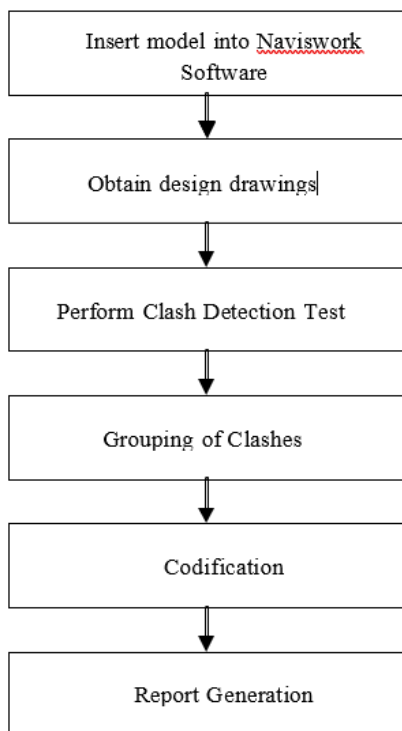 Insert model into Naviswork
Software
Obtain design drawings
Perform Clash Detection Test
Grouping of Clashes
Codification
Report Generation